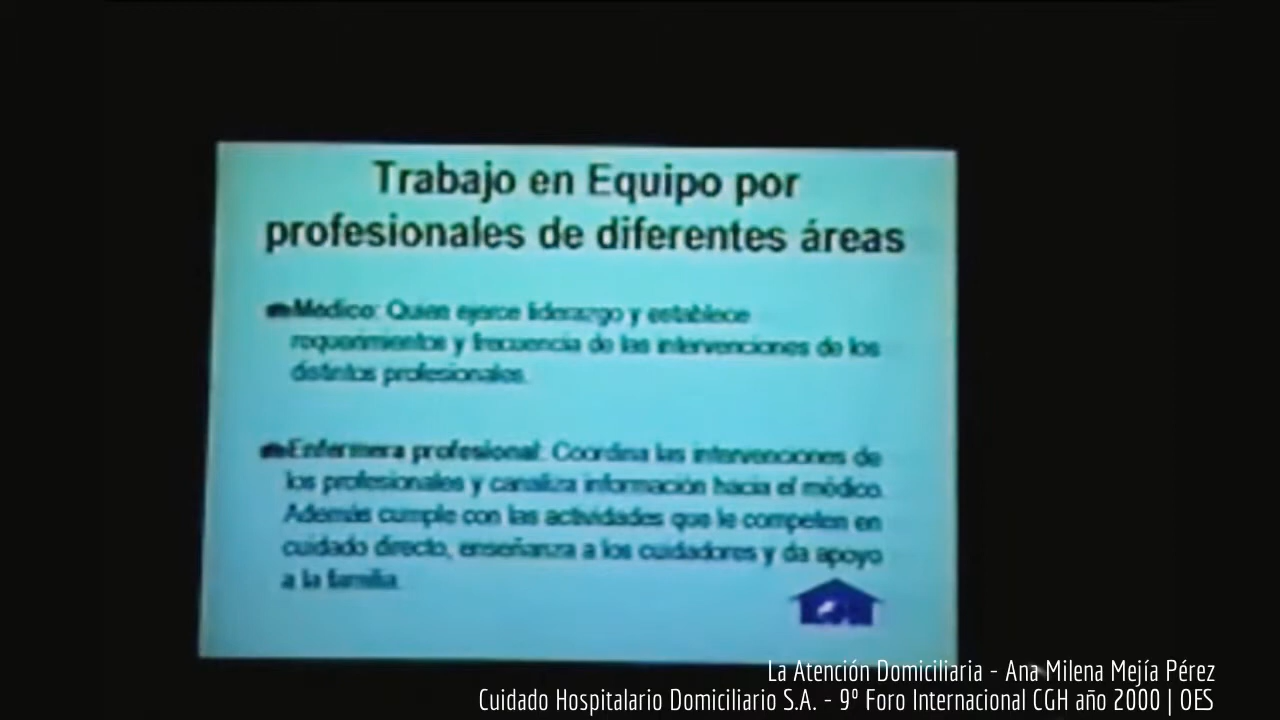 Trabajo en Equipo por
profesionales de diferentes áreas
Médico: Quien ejerce liderazgo y establece
requerimientos y frecuencia de las intervenciones de los
distintos profesionales.
Enfermera profesional: Coordina las intervenciones de
los profesionales y canaliza información hacia el médico.
Además cumple con las actividades que le competen en
cuidado directo, enseñanza a los cuidadores y da apoyo
a la familia.
La Atención Domiciliaria - Ana Milena Mejía Pérez
Cuidado Hospitalario Domiciliario S.A. - 9º Foro Internacional CGH año 2000 | OES